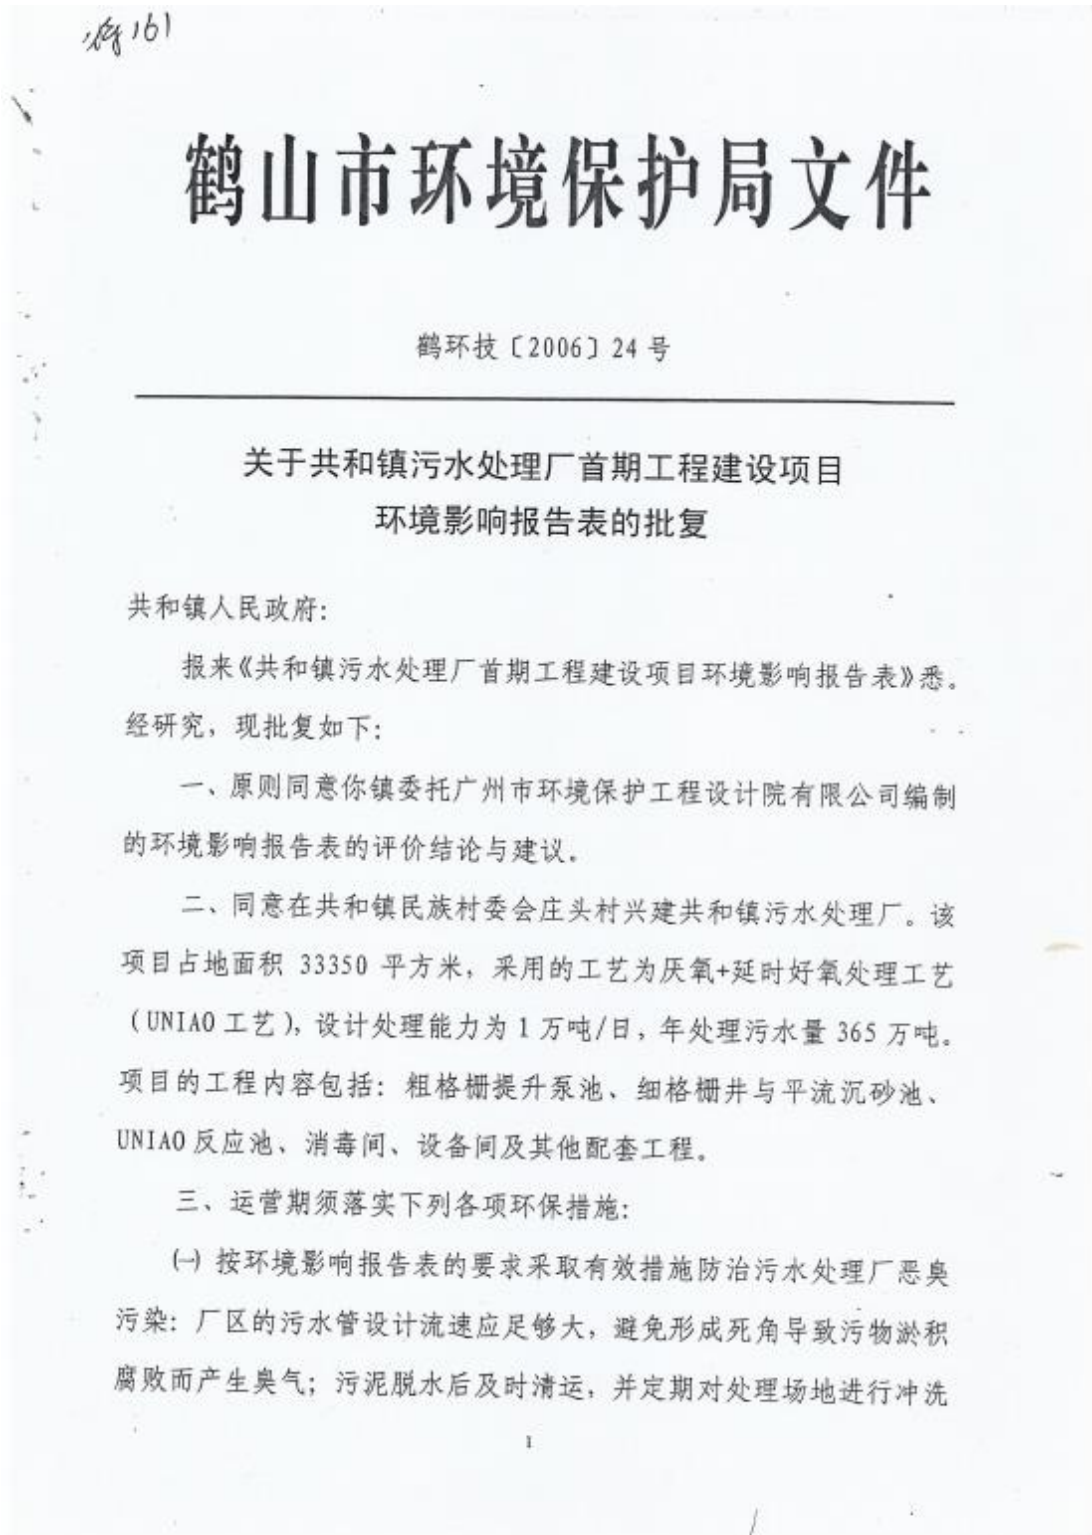 161
鹤山市环境保护局文件
鹤环技〔2006〕24号
关于共和镇污水处理厂首期工程建设项目
环境影响报告表的批复
共和镇人民政府：
报来《共和镇污水处理厂首期工程建设项目环境影响报告表》悉。
经研究，现批复如下：
一、原则同意你镇委托广州市环境保护工程设计院有限公司编制
的环境影响报告表的评价结论与建议。
二、同意在共和镇民族村委会庄头村兴建共和镇污水处理厂。该
项目占地面积 33350 平方米，采用的工艺为厌氧+延时好氧处理工艺
（UNIAO工艺），设计处理能力为1万吨/日，年处理污水量365万吨。
项目的工程内容包括：粗格栅提升泵池、细格栅井与平流沉砂池、
UNIAO反应池、消毒间、设备间及其他配套工程。
三、运营期须落实下列各项环保措施：
㈠按环境影响报告表的要求采取有效措施防治污水处理厂恶臭
污染：厂区的污水管设计流速应足够大，避免形成死角导致污物淤积
腐败而产生臭气；污泥脱水后及时清运，并定期对处理场地进行冲洗
1